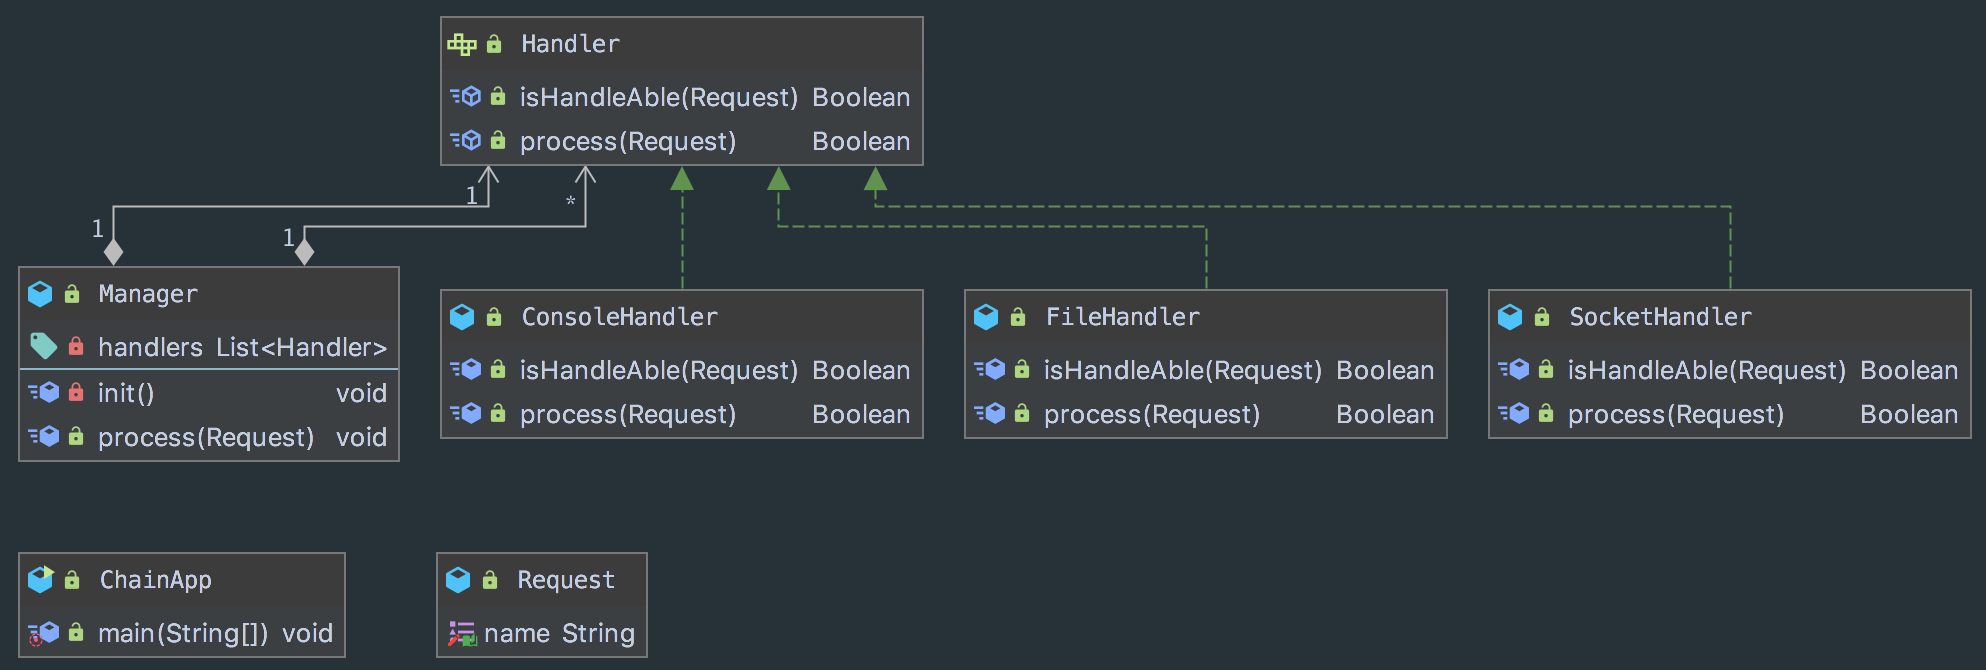 Handler
isHandleAble(Request) Boolean
process(Request) Boolean
1
*
1
1
Manager
handlers List<Handler>
init() void
process(Request) void
ConsoleHandler
isHandleAble(Request) Boolean
process(Request) Boolean
FileHandler
isHandleAble(Request) Boolean
process(Request) Boolean
SocketHandler
isHandleAble(Request) Boolean
process(Request) Boolean
ChainApp
main(String[]) void
Request
name String